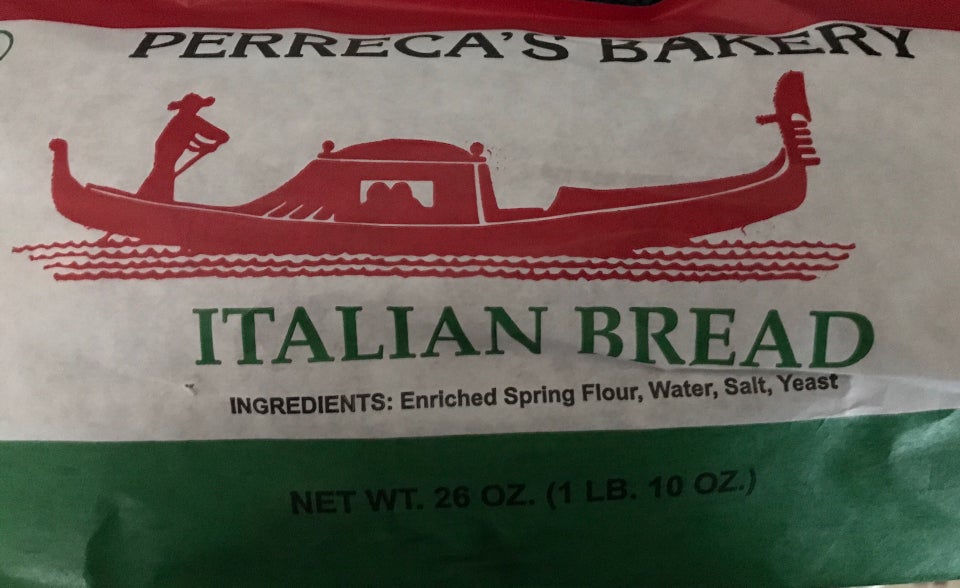 PERRECA'S BAKERY
ITALIAN BREAD
INGREDIENTS: Enriched Spring Flour, Water, Salt, Yeast
NET WT. 26 OZ. (1 LB. 10 OZ.)